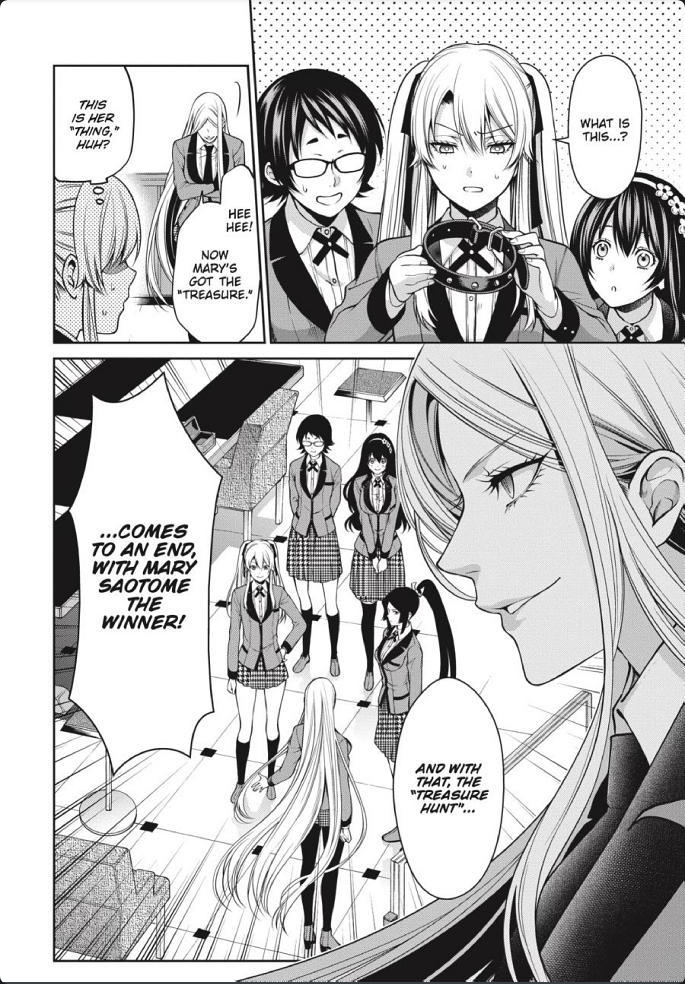 WHAT IS
THIS...?
HEE
HEE!
NOW
MARY'S
GOT THE
"TREASURE."
THIS
IS HER
"THING,"
HUH?
AND WITH
THAT, THE
"TREASURE
HUNT"...
...COMES
TO AN END,
WITH MARY
SAOTOME
THE
WINNER!